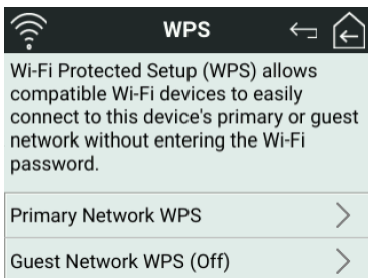 WPS
Wi-Fi Protected Setup (WPS) allows
compatible Wi-Fi devices to easily
connect to this device's primary or guest
network without entering the Wi-Fi
password.
Primary Network WPS
Guest Network WPS (Off)